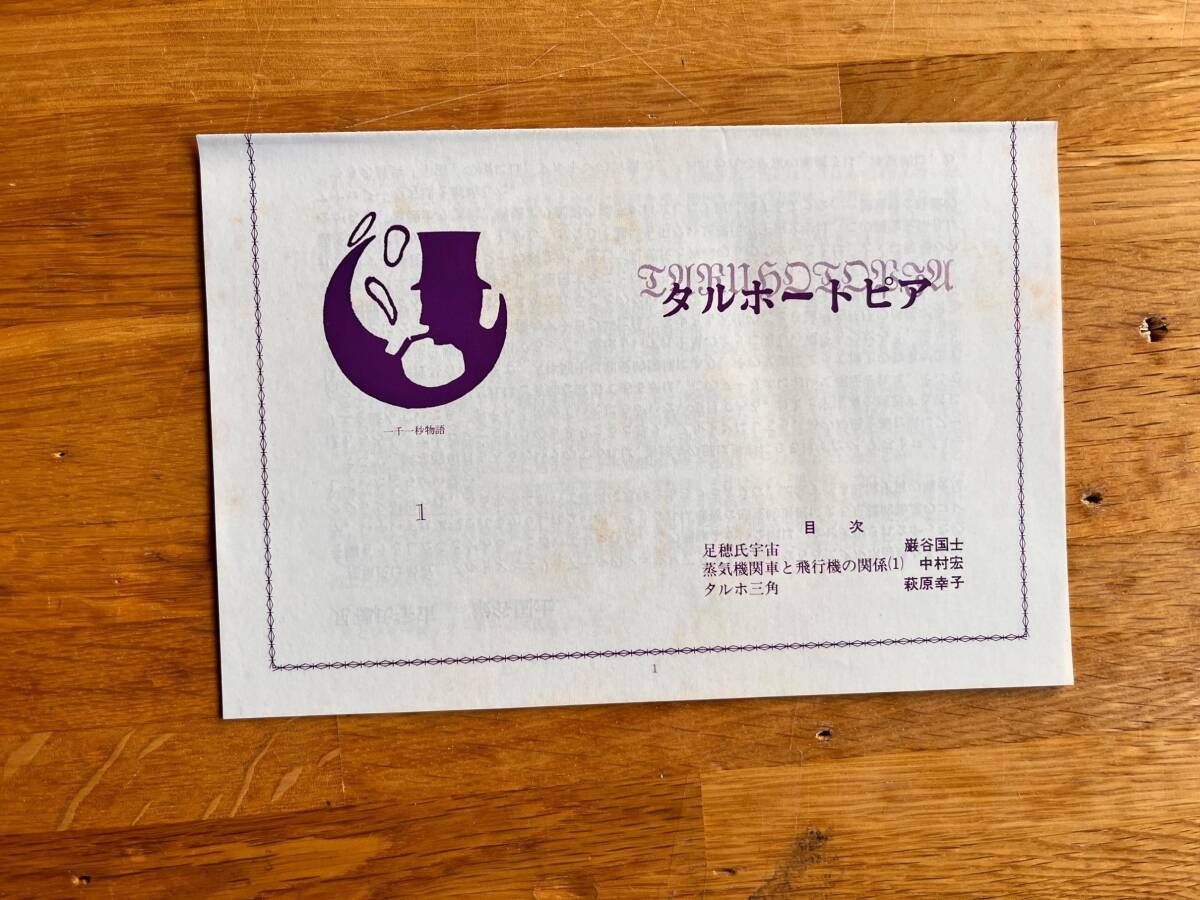 TARUHOTOPIA
タルホートピア
一千一秒物語
1
目 次
足穂氏宇宙 巖谷国士
蒸気機関車と飛行機の関係(1) 中村宏
タルホ三角 萩原幸子
1